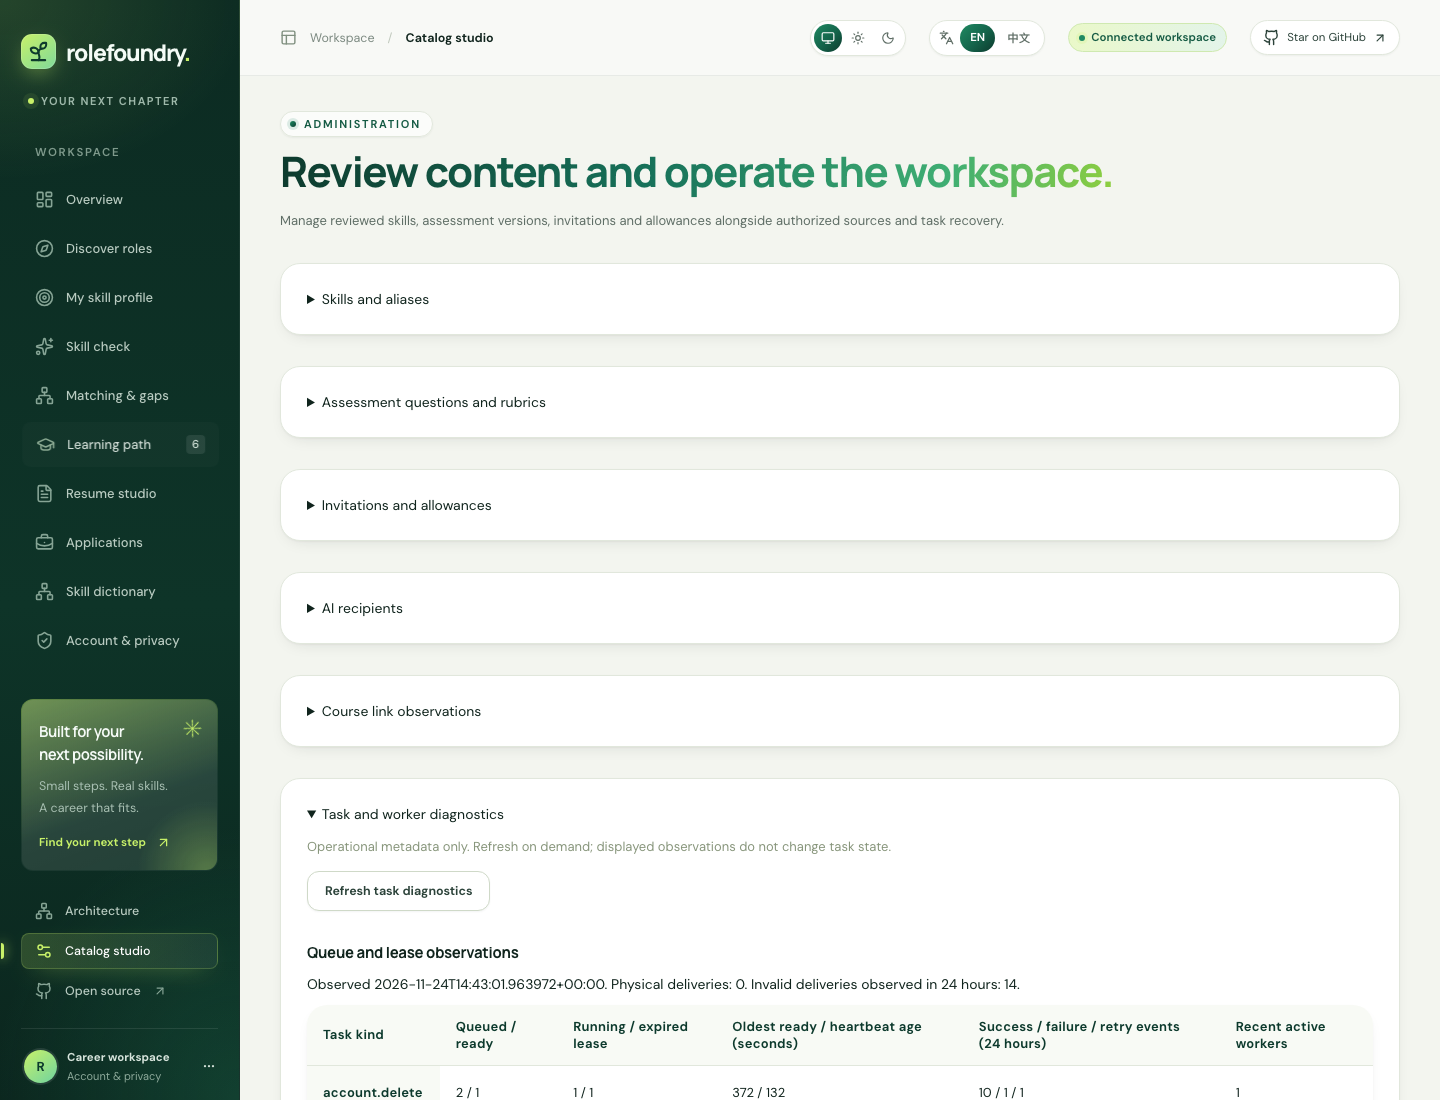 rolefoundry.
YOUR NEXT CHAPTER
WORKSPACE
Overview
Discover roles
My skill profile
Skill check
Matching & gaps
Learning path
6
Resume studio
Applications
Skill dictionary
Account & privacy
Built for your
next possibility.
Small steps. Real skills.
A career that fits.
Find your next step
Architecture
Catalog studio
Open source
R
Career workspace
Account & privacy
Workspace / Catalog studio
EN
中文
Connected workspace
Star on GitHub
ADMINISTRATION
Review content and operate the workspace.
Manage reviewed skills, assessment versions, invitations and allowances alongside authorized sources and task recovery.
Skills and aliases
Assessment questions and rubrics
Invitations and allowances
AI recipients
Course link observations
Task and worker diagnostics
Operational metadata only. Refresh on demand; displayed observations do not change task state.
Refresh task diagnostics
Queue and lease observations
Observed 2026-11-24T14:43:01.963972+00:00. Physical deliveries: 0. Invalid deliveries observed in 24 hours: 14.
Task kind
Queued /
ready
Running / expired
lease
Oldest ready / heartbeat age
(seconds)
Success / failure / retry events
(24 hours)
Recent active
workers
account.delete
2 / 1
1 / 1
372 / 132
10 / 1 / 1
1